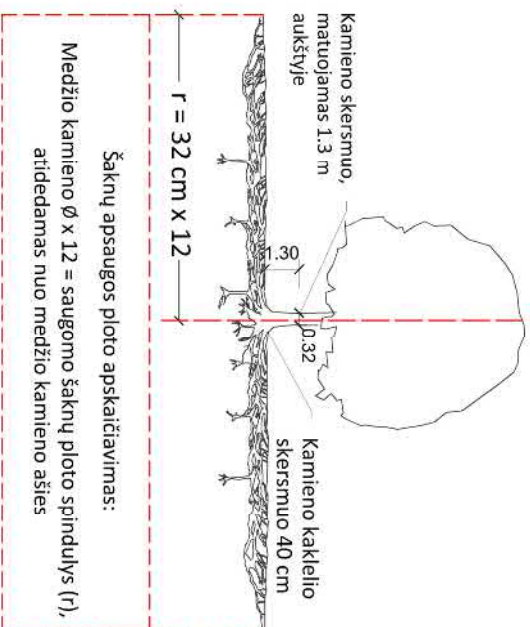 Kamieno skersmuo,
matuojamas 1.3 m
aukštyje
1.30
0.32
Kamieno kaklelio
skersmuo 40 cm
r = 32 cm x 12
Šaknų apsaugos ploto apskaičiavimas:
Medžio kamieno Ø x 12 = saugomo šaknų ploto spindulys (r),
atidedamas nuo medžio kamieno ašies